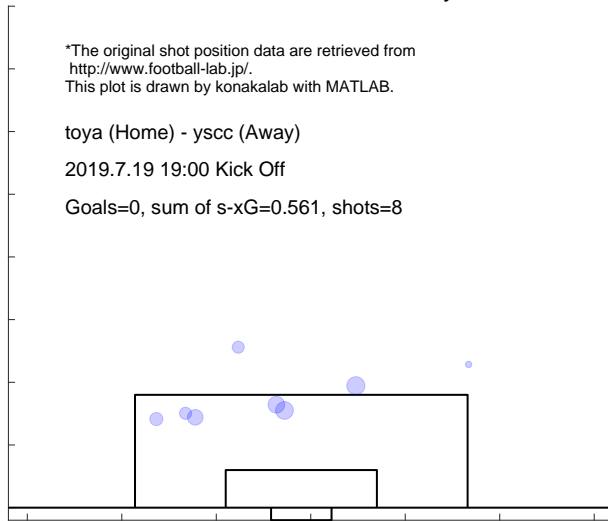 *The original shot position data are retrieved from
http://www.football-lab.jp/.
This plot is drawn by konakalab with MATLAB.
toya (Home) - yscc (Away)
2019.7.19 19:00 Kick Off
Goals=0, sum of s-xG=0.561, shots=8